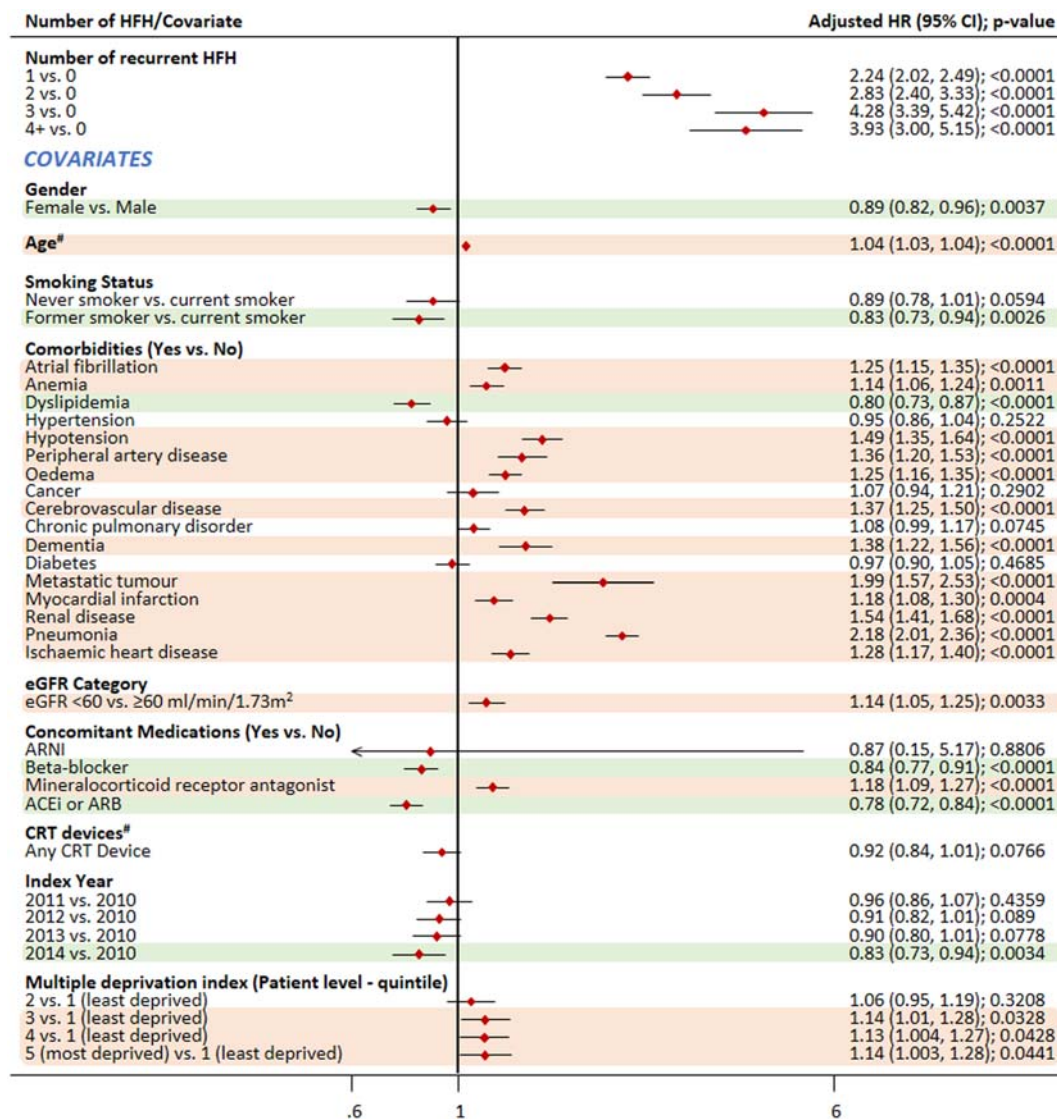 Number of HFH/Covariate Adjusted HR (95% CI); p-value
Number of recurrent HFH
1 vs. 0 2.24 (2.02, 2.49); <0.0001
2 vs. 0 2.83 (2.40, 3.33); <0.0001
3 vs. 0 4.28 (3.39, 5.42); <0.0001
4+ vs. 0 3.93 (3.00, 5.15); <0.0001
COVARIATES
Gender
Female vs. Male 0.89 (0.82, 0.96); 0.0037
Age# 1.04 (1.03, 1.04); <0.0001
Smoking Status
Never smoker vs. current smoker 0.89 (0.78, 1.01); 0.0594
Former smoker vs. current smoker 0.83 (0.73, 0.94); 0.0026
Comorbidities (Yes vs. No)
Atrial fibrillation 1.25 (1.15, 1.35); <0.0001
Anemia 1.14 (1.06, 1.24); 0.0011
Dyslipidemia 0.80 (0.73, 0.87); <0.0001
Hypertension 0.95 (0.86, 1.04); 0.2522
Hypotension 1.49 (1.35, 1.64); <0.0001
Peripheral artery disease 1.36 (1.20, 1.53); <0.0001
Oedema 1.25 (1.16, 1.35); <0.0001
Cancer 1.07 (0.94, 1.21); 0.2902
Cerebrovascular disease 1.37 (1.25, 1.50); <0.0001
Chronic pulmonary disorder 1.08 (0.99, 1.17); 0.0745
Dementia 1.38 (1.22, 1.56); <0.0001
Diabetes 0.97 (0.90, 1.05); 0.4685
Metastatic tumour 1.99 (1.57, 2.53); <0.0001
Myocardial infarction 1.18 (1.08, 1.30); 0.0004
Renal disease 1.54 (1.41, 1.68); <0.0001
Pneumonia 2.18 (2.01, 2.36); <0.0001
Ischaemic heart disease 1.28 (1.17, 1.40); <0.0001
eGFR Category
eGFR <60 vs. ≥60 ml/min/1.73m² 1.14 (1.05, 1.25); 0.0033
Concomitant Medications (Yes vs. No)
ARNI 0.87 (0.15, 5.17); 0.8806
Beta-blocker 0.84 (0.77, 0.91); <0.0001
Mineralocorticoid receptor antagonist 1.18 (1.09, 1.27); <0.0001
ACEi or ARB 0.78 (0.72, 0.84); <0.0001
CRT devices#
Any CRT Device 0.92 (0.84, 1.01); 0.0766
Index Year
2011 vs. 2010 0.96 (0.86, 1.07); 0.4359
2012 vs. 2010 0.91 (0.82, 1.01); 0.089
2013 vs. 2010 0.90 (0.80, 1.01); 0.0778
2014 vs. 2010 0.83 (0.73, 0.94); 0.0034
Multiple deprivation index (Patient level - quintile)
2 vs. 1 (least deprived) 1.06 (0.95, 1.19); 0.3208
3 vs. 1 (least deprived) 1.14 (1.01, 1.28); 0.0328
4 vs. 1 (least deprived) 1.13 (1.004, 1.27); 0.0428
5 (most deprived) vs. 1 (least deprived) 1.14 (1.003, 1.28); 0.0441
.6 1 6